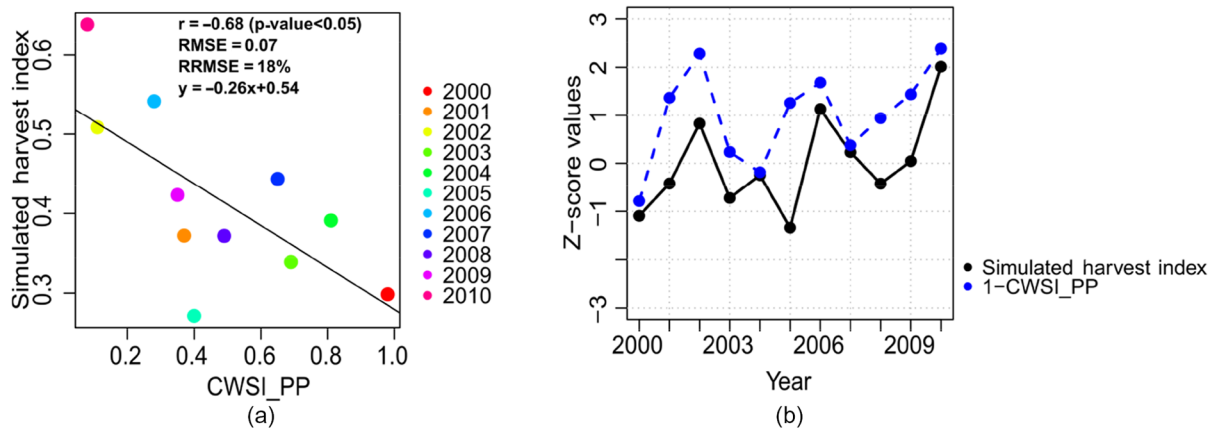 r = −0.68 (p-value<0.05)
RMSE = 0.07
RRMSE = 18%
y = −0.26x+0.54
Simulated harvest index
0.6
0.5
0.4
0.3
0.2 0.4 0.6 0.8 1.0
CWSI_PP
(a)
2000
2001
2002
2003
2004
2005
2006
2007
2008
2009
2010
Z−score values
3
2
1
0
−1
−3
2000 2003 2006 2009
Year
(b)
Simulated harvest index
1−CWSI_PP